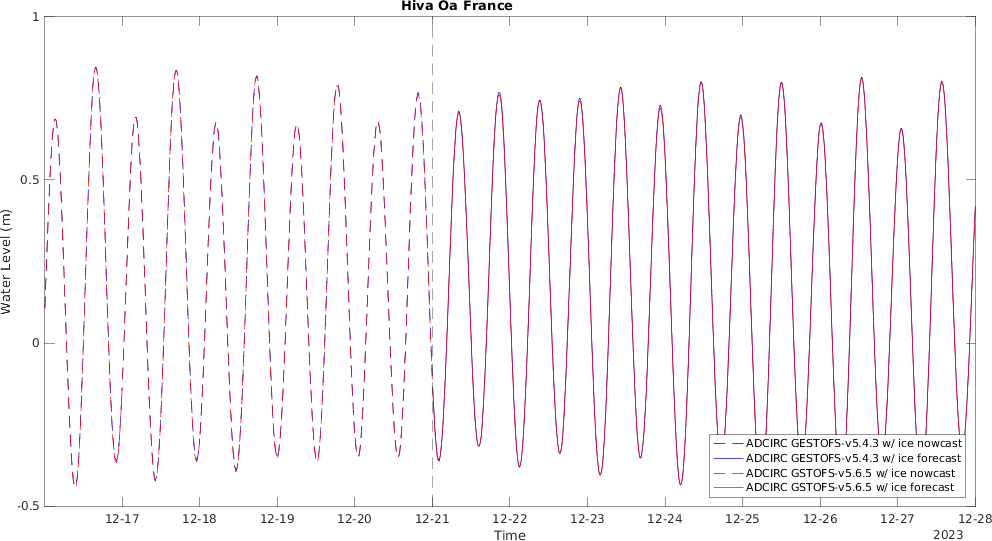 Hiva Oa France
Water Level (m)
1
0.5
0
-0.5
ADCIRC GESTOFS-v5.4.3 w/ ice nowcast
ADCIRC GESTOFS-v5.4.3 w/ ice forecast
ADCIRC GSTOFS-v5.6.5 w/ ice nowcast
ADCIRC GSTOFS-v5.6.5 w/ ice forecast
12-17 12-18 12-19 12-20 12-21 12-22 12-23 12-24 12-25 12-26 12-27 12-28
Time
2023